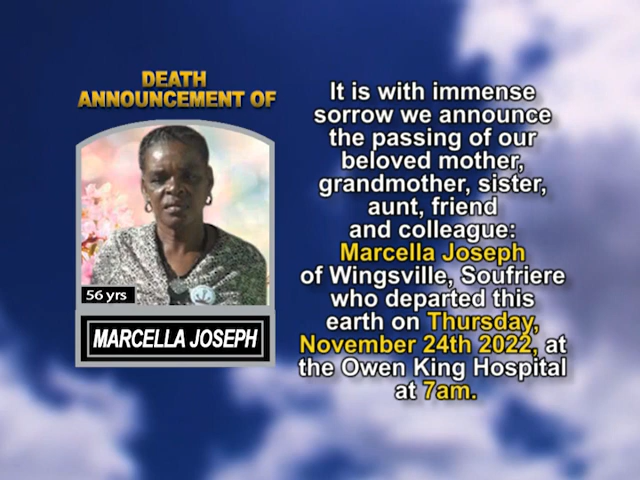 DEATH
ANNOUNCEMENT OF
56 yrs
MARCELLA JOSEPH
It is with immense
sorrow we announce
the passing of our
beloved mother,
grandmother, sister,
aunt, friend
and colleague:
Marcella Joseph
of Wingsville, Soufriere
who departed this
earth on Thursday,
November 24th 2022, at
the Owen King Hospital
at 7am.